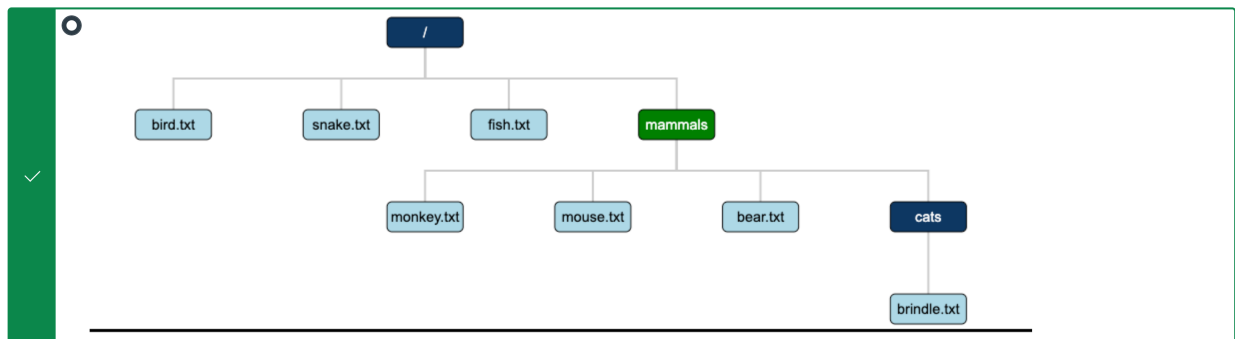 /
bird.txt
snake.txt
fish.txt
mammals
monkey.txt
mouse.txt
bear.txt
cats
brindle.txt